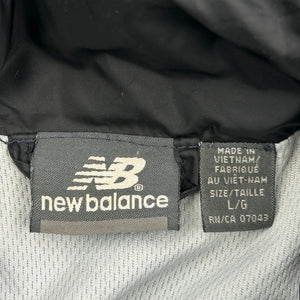 NB
new balance
MADE IN
VIETNAM/
FABRIQUÉ
AU VIÊT-NAM
SIZE/TAILLE
L/G
RN/CA 07043